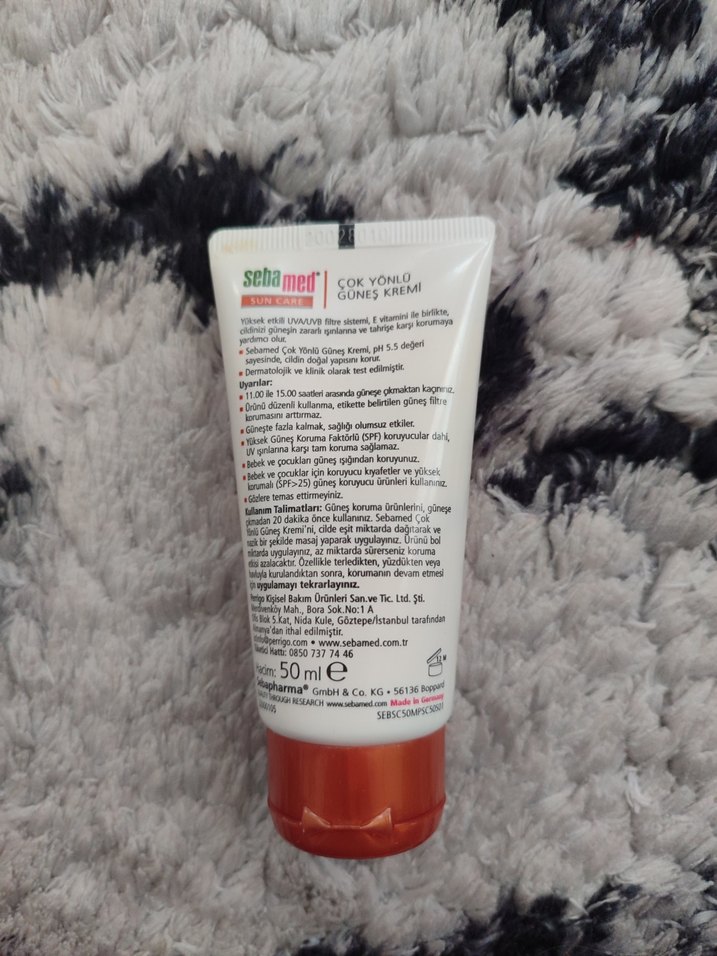 sebamed®
SUN CARE
ÇOK YÖNLÜ
GÜNEŞ KREMİ
Yüksek etkili UVA/UVB filtre sistemi, E vitamini ile birlikte,
cildinizi güneşin zararlı ışınlarına ve tahrişe karşı korumaya
yardımcı olur.
▪ Sebamed Çok Yönlü Güneş Kremi, pH 5.5 değeri
sayesinde, cildin doğal yapısını korur.
▪ Dermatolojik ve klinik olarak test edilmiştir.
Uyarılar:
▪ 11.00 ile 15.00 saatleri arasında güneşe çıkmaktan kaçınınız.
▪ Ürünü düzenli kullanma, etikette belirtilen güneş filtre
korumasını arttırmaz.
▪ Güneşte fazla kalmak, sağlığı olumsuz etkiler.
▪ Yüksek Güneş Koruma Faktörlü (SPF) koruyucular dahi,
UV ışınlarına karşı tam koruma sağlamaz.
▪ Bebek ve çocukları güneş ışığından koruyunuz.
▪ Bebek ve çocuklar için koruyucu kıyafetler ve yüksek
korumalı (SPF>25) güneş koruyucu ürünleri kullanınız.
▪ Gözlere temas ettirmeyiniz.
Kullanım Talimatları: Güneş koruma ürünlerini, güneşe
çıkmadan 20 dakika önce kullanınız. Sebamed Çok
Yönlü Güneş Kremi'ni, cilde eşit miktarda dağıtarak ve
nazik bir şekilde masaj yaparak uygulayınız. Ürünü bol
miktarda uygulayınız, az miktarda sürerseniz koruma
etkisi azalacaktır. Özellikle terledikten, yüzdükten veya
havluyla kurulandıktan sonra, korumanın devam etmesi
için uygulamayı tekrarlayınız.
Perrigo Kişisel Bakım Ürünleri San.ve Tic. Ltd. Şti.
Merdivenköy Mah., Bora Sok.No:1 A
Ofis Blok 5.Kat, Nida Kule, Göztepe/İstanbul tarafından
Almanya'dan ithal edilmiştir.
@perrigo.com • www.sebamed.com.tr
Tüketici Hattı: 0850 737 74 46
Hacim: 50 ml ℮
12 M
Sebapharma® GmbH & Co. KG • 56136 Boppard
QUALITY THROUGH RESEARCH www.sebamed.com Made in Germany
SEBSC50MPSC50S01